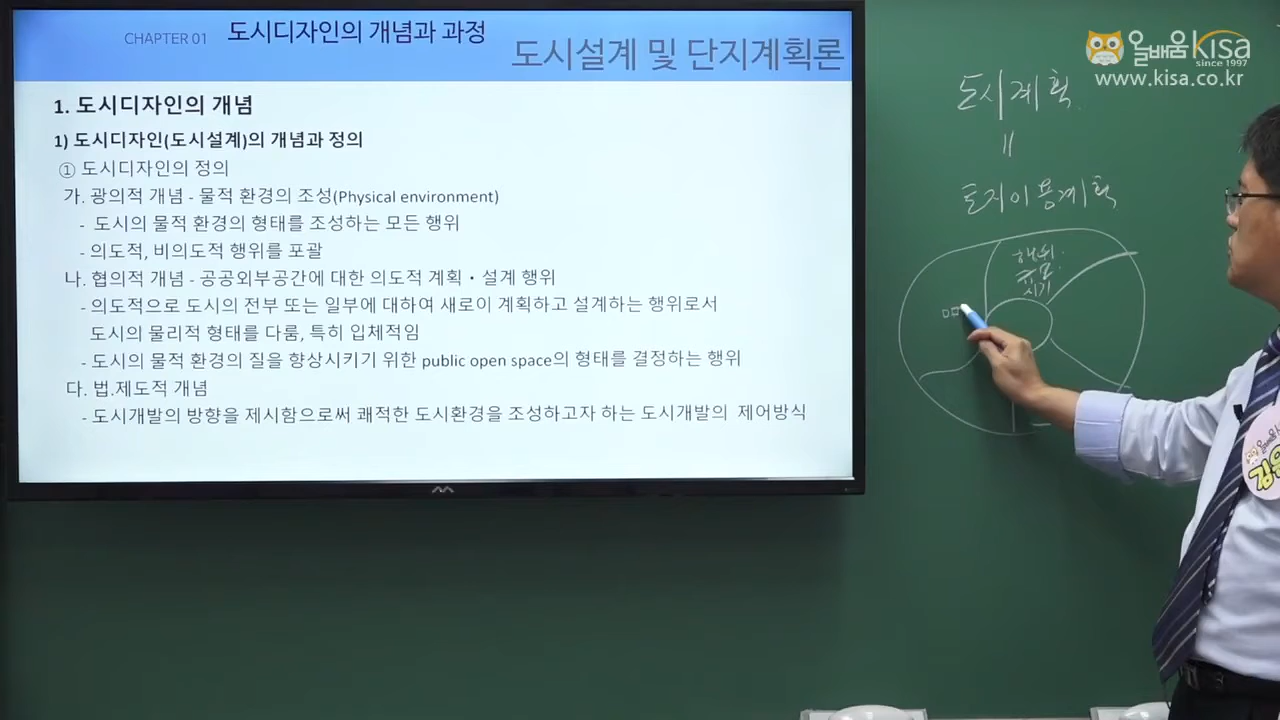 CHAPTER 01 도시디자인의 개념과 과정
도시설계 및 단지계획론
1. 도시디자인의 개념
1) 도시디자인(도시설계)의 개념과 정의
① 도시디자인의 정의
가. 광의적 개념 - 물적 환경의 조성(Physical environment)
- 도시의 물적 환경의 형태를 조성하는 모든 행위
- 의도적, 비의도적 행위를 포괄
나. 협의적 개념 - 공공외부공간에 대한 의도적 계획・설계 행위
- 의도적으로 도시의 전부 또는 일부에 대하여 새로이 계획하고 설계하는 행위로서
도시의 물리적 형태를 다룸, 특히 입체적임
- 도시의 물적 환경의 질을 향상시키기 위한 public open space의 형태를 결정하는 행위
다. 법.제도적 개념
- 도시개발의 방향을 제시함으로써 쾌적한 도시환경을 조성하고자 하는 도시개발의 제어방식
올배움 kisa
since 1997
www.kisa.co.kr
도시계획
=
토지이용계획
행위
규모
시기